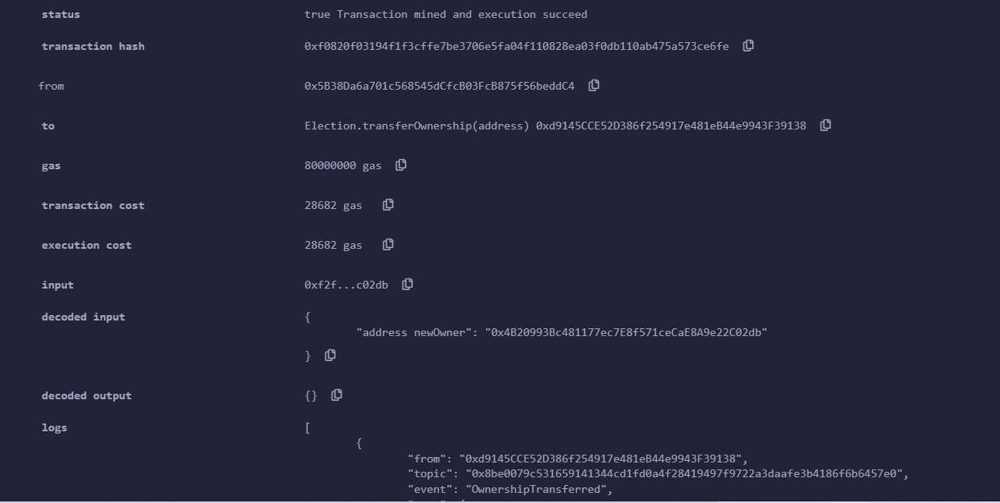 status true Transaction mined and execution succeed
transaction hash 0xf0820f03194f1f3cffe7be3706e5fa04f110828ea03f0db110ab475a573ce6fe
from 0x5B38Da6a701c568545dCfcB03FcB875f56beddC4
to Election.transferOwnership(address) 0xd9145CCE52D386f254917e481eB44e9943F39138
gas 80000000 gas
transaction cost 28682 gas
execution cost 28682 gas
input 0xf2f...c02db
decoded input {
"address newOwner": "0x4B20993Bc481177ec7E8f571ceCaE8A9e22C02db"
}
decoded output {}
logs [
{
"from": "0xd9145CCE52D386f254917e481eB44e9943F39138",
"topic": "0x8be0079c531659141344cd1fd0a4f28419497f9722a3daafe3b4186f6b6457e0",
"event": "OwnershipTransferred",